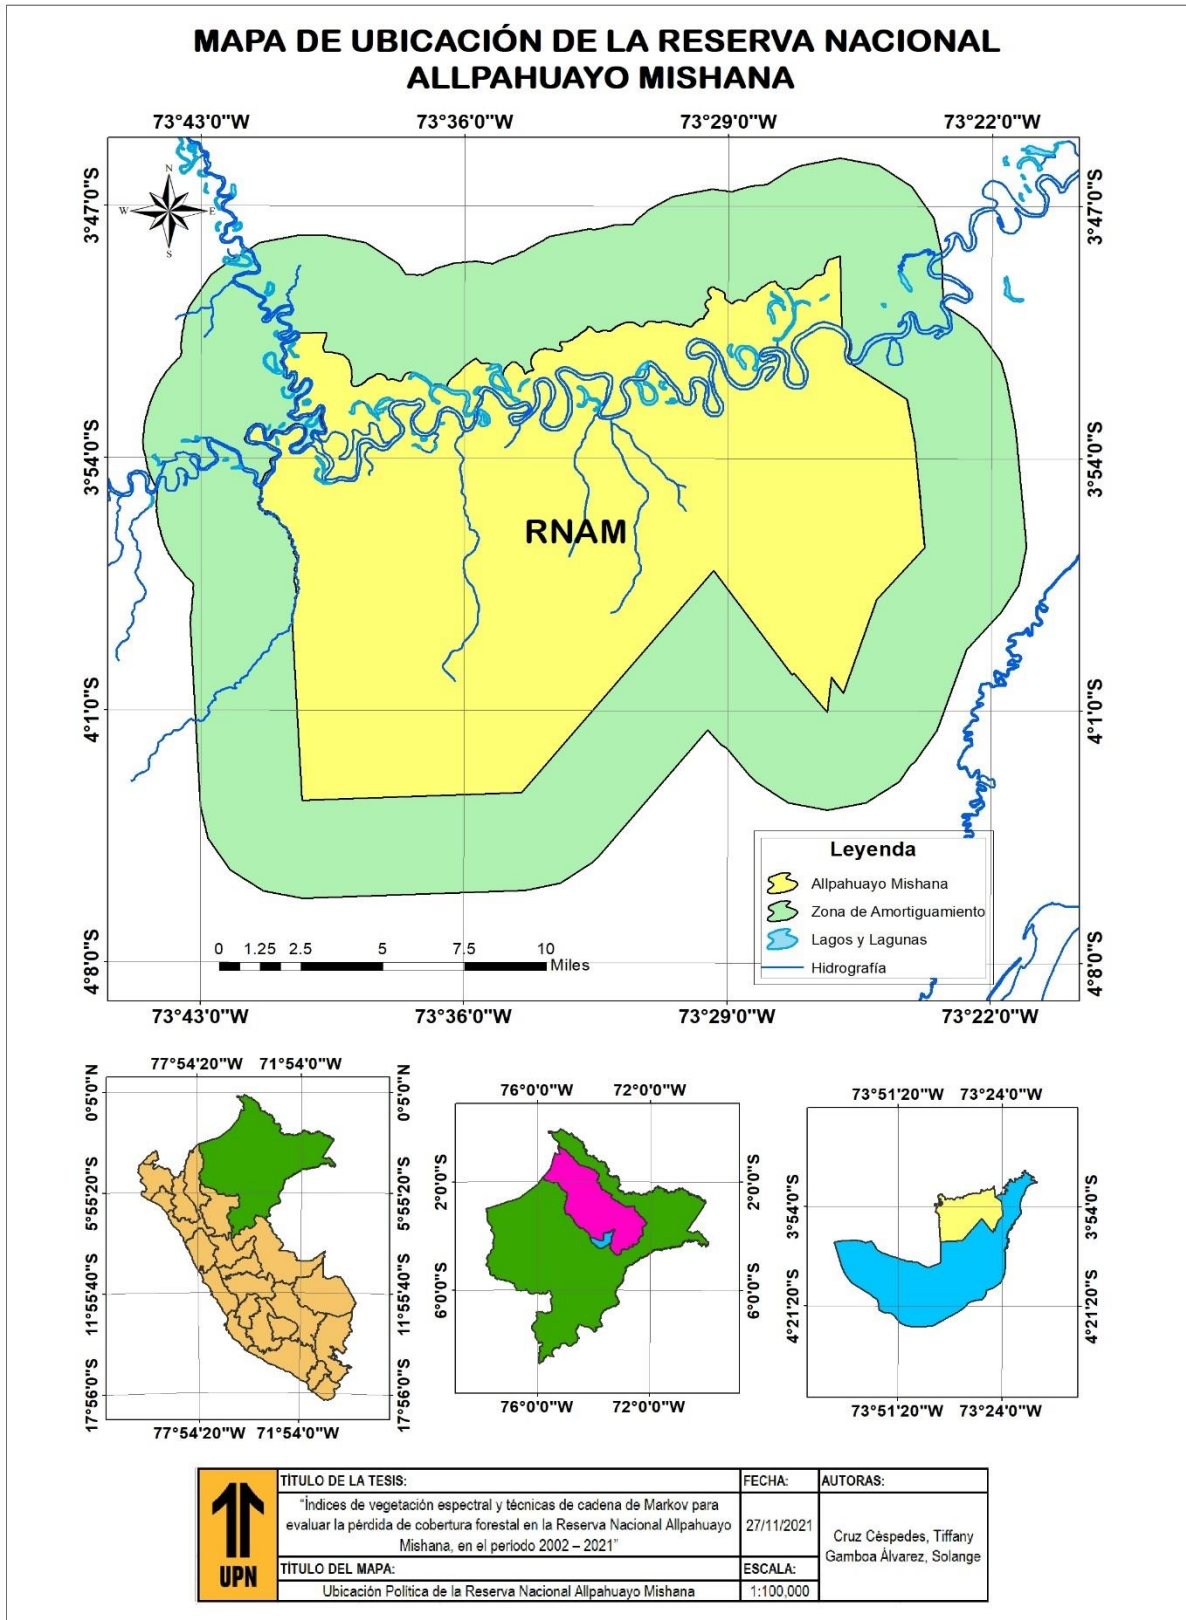 MAPA DE UBICACIÓN DE LA RESERVA NACIONAL
ALLPAHUAYO MISHANA
73°43'0"W 73°36'0"W 73°29'0"W 73°22'0"W
N
W E
S
3°47'0"S 3°47'0"S
3°54'0"S 3°54'0"S
RNAM
4°1'0"S 4°1'0"S
Leyenda
Allpahuayo Mishana
Zona de Amortiguamiento
Lagos y Lagunas
Hidrografía
0 1.25 2.5 5 7.5 10
Miles
4°8'0"S 4°8'0"S
73°43'0"W 73°36'0"W 73°29'0"W 73°22'0"W
77°54'20"W 71°54'0"W
0°5'0"N 0°5'0"N
5°55'20"S 5°55'20"S
11°55'40"S 11°55'40"S
17°56'0"S 17°56'0"S
77°54'20"W 71°54'0"W
76°0'0"W 72°0'0"W
2°0'0"S 2°0'0"S
6°0'0"S 6°0'0"S
76°0'0"W 72°0'0"W
73°51'20"W 73°24'0"W
3°54'0"S 3°54'0"S
4°21'20"S 4°21'20"S
73°51'20"W 73°24'0"W
UPN
TÍTULO DE LA TESIS:
"Índices de vegetación espectral y técnicas de cadena de Markov para
evaluar la pérdida de cobertura forestal en la Reserva Nacional Allpahuayo
Mishana, en el periodo 2002 – 2021"
TÍTULO DEL MAPA:
Ubicación Política de la Reserva Nacional Allpahuayo Mishana
FECHA:
27/11/2021
ESCALA:
1:100,000
AUTORAS:
Cruz Céspedes, Tiffany
Gamboa Álvarez, Solange